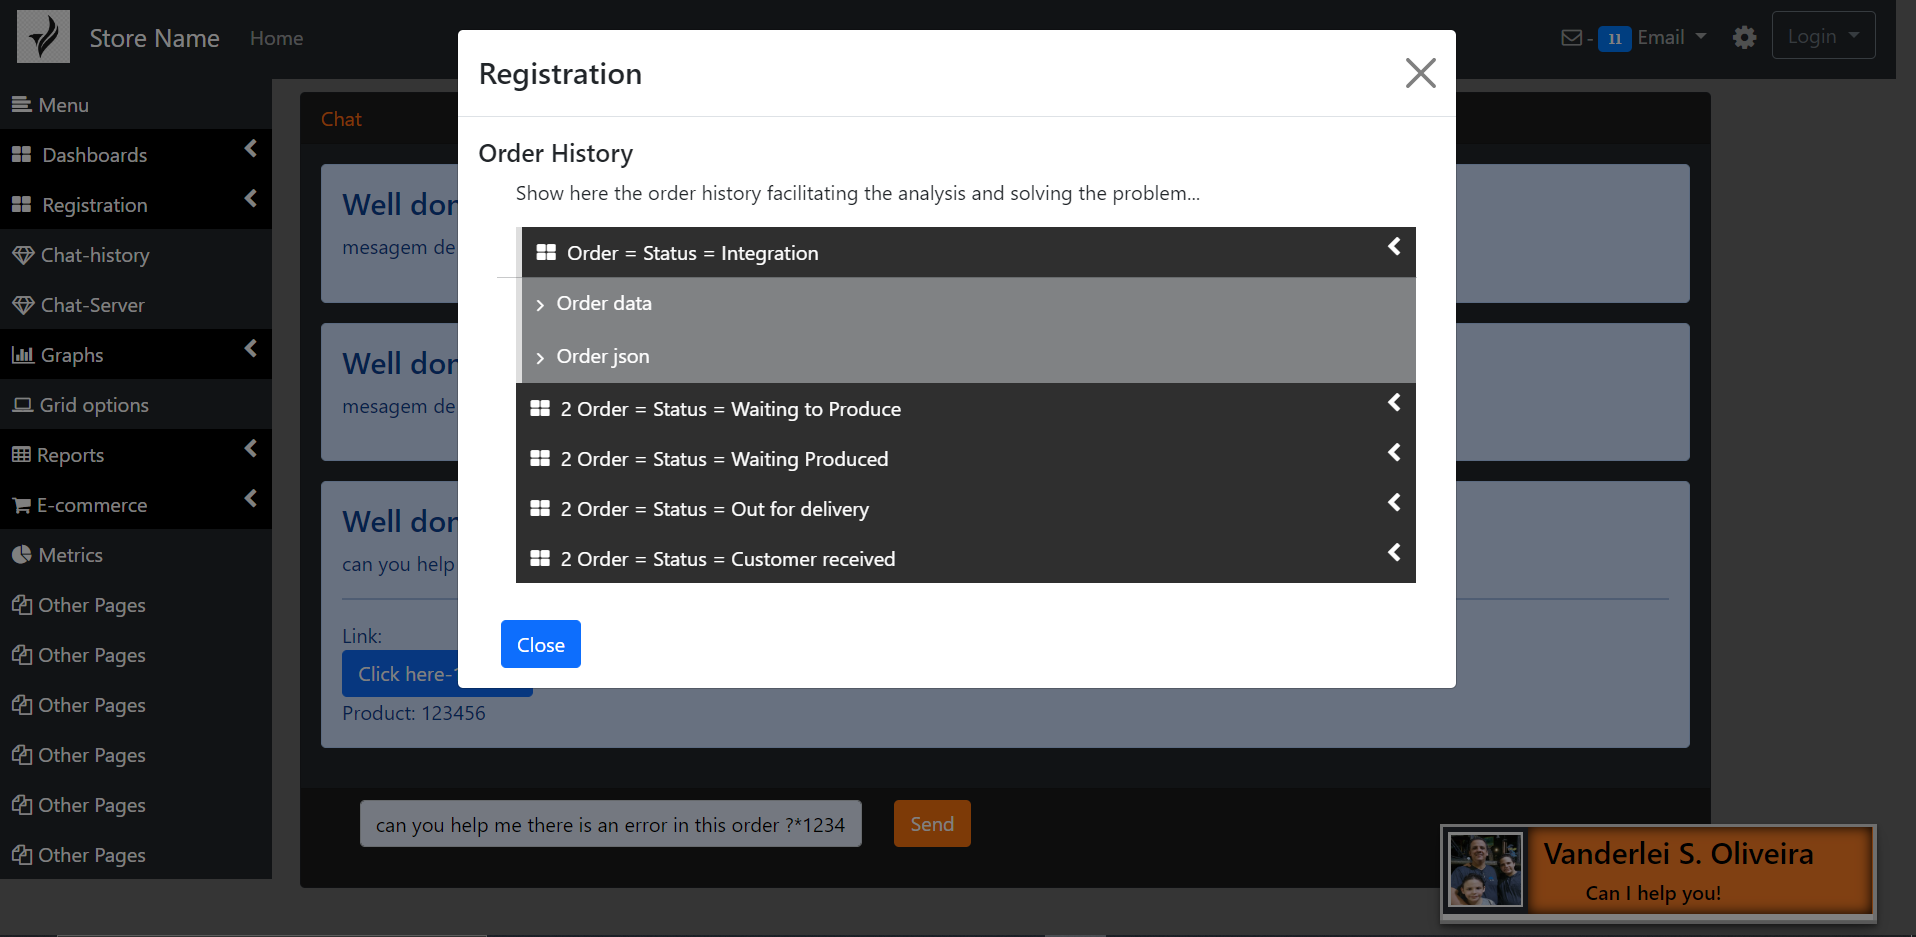 Store Name
Home
- 11 Email
Login
Menu
Dashboards
Registration
Chat-history
Chat-Server
Graphs
Grid options
Reports
E-commerce
Metrics
Other Pages
Other Pages
Other Pages
Other Pages
Other Pages
Other Pages
Chat
Well don
mesagem de
Well don
mesagem de
Well don
can you help
Link:
Click here-1
Product: 123456
can you help me there is an error in this order ?*1234
Send
Registration
Order History
Show here the order history facilitating the analysis and solving the problem...
Order = Status = Integration
Order data
Order json
2 Order = Status = Waiting to Produce
2 Order = Status = Waiting Produced
2 Order = Status = Out for delivery
2 Order = Status = Customer received
Close
Vanderlei S. Oliveira
Can I help you!